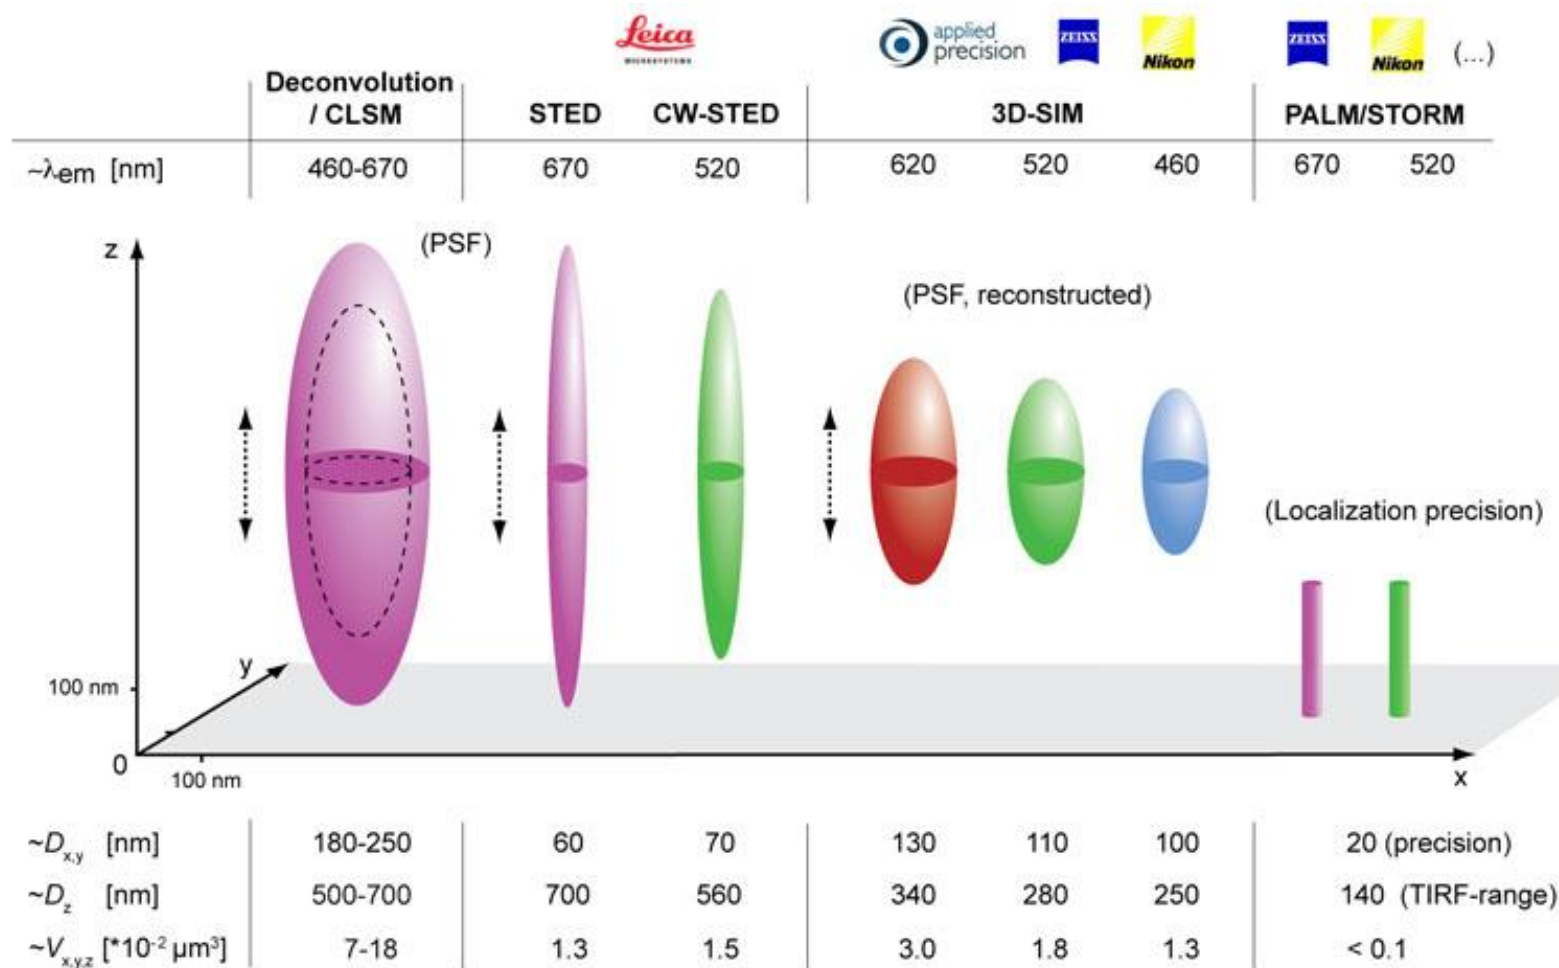 Leica
MICROSYSTEMS
applied
precision
ZEISS
Nikon
ZEISS
Nikon
(...)
Deconvolution
/ CLSM
STED
CW-STED
3D-SIM
PALM/STORM
~λem [nm]
460-670
670
520
620
520
460
670
520
z
(PSF)
(PSF, reconstructed)
(Localization precision)
y
100 nm
0
100 nm
x
~Dx,y [nm]
180-250
60
70
130
110
100
20 (precision)
~Dz [nm]
500-700
700
560
340
280
250
140 (TIRF-range)
~Vx,y,z [*10⁻² μm³]
7-18
1.3
1.5
3.0
1.8
1.3
< 0.1